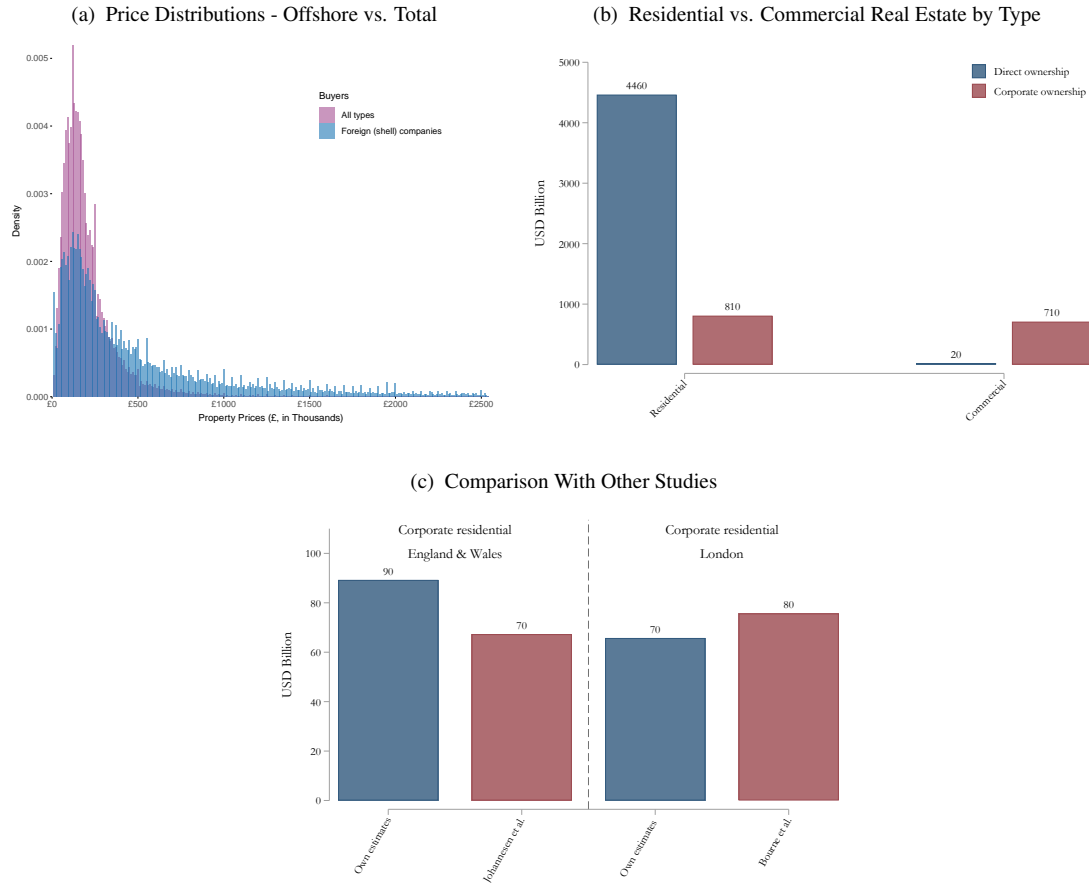 (a) Price Distributions - Offshore vs. Total
0.005
0.004
0.003
0.002
0.001
0.000
Density
£0
£500
£1000
£1500
£2000
£2500
Property Prices (£, in Thousands)
Buyers
All types
Foreign (shell) companies
(b) Residential vs. Commercial Real Estate by Type
5000
4000
3000
2000
1000
0
USD Billion
Direct ownership
Corporate ownership
4460
810
20
710
Residential
Commercial
(c) Comparison With Other Studies
Corporate residential
England & Wales
Corporate residential
London
100
80
60
40
20
0
USD Billion
90
70
70
80
Own estimates
Johannesen et al.
Own estimates
Bourne et al.